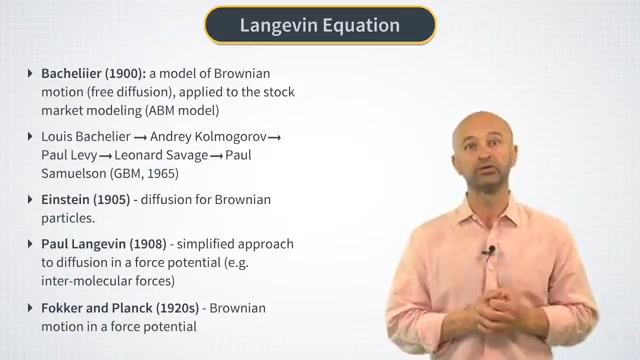 Langevin Equation
Bacheliier (1900): a model of Brownian
motion (free diffusion), applied to the stock
market modeling (ABM model)
Louis Bachelier → Andrey Kolmogorov→
Paul Levy→Leonard Savage→Paul
Samuelson (GBM, 1965)
Einstein (1905) - diffusion for Brownian
particles.
Paul Langevin (1908) - simplified approach
to diffusion in a force potential (e.g.
inter-molecular forces)
Fokker and Planck (1920s) - Brownian
motion in a force potential